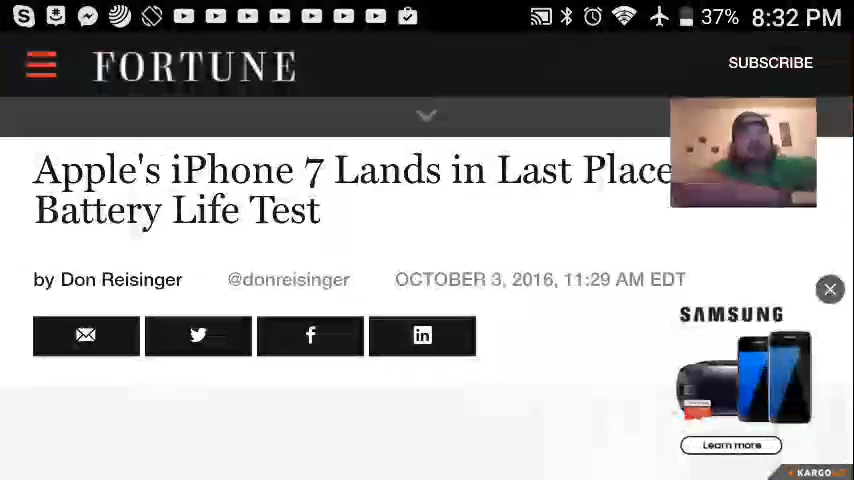 37% 8:32 PM
FORTUNE
SUBSCRIBE
Apple's iPhone 7 Lands in Last Place
Battery Life Test
by Don Reisinger @donreisinger OCTOBER 3, 2016, 11:29 AM EDT
in
SAMSUNG
Learn more
KARGO